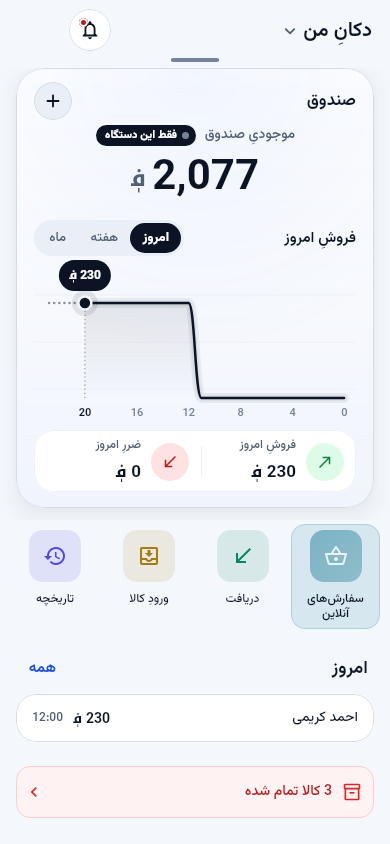 دکانِ من
صندوق
موجودیِ صندوق
فقط این دستگاه
2,077 ؋
فروشِ امروز
امروز
هفته
ماه
230 ؋
20 16 12 8 4 0
فروشِ امروز
230 ؋
ضررِ امروز
0 ؋
سفارش‌های آنلاین
دریافت
ورودِ کالا
تاریخچه
امروز
همه
احمد کریمی
230 ؋
12:00
3 کالا تمام شده